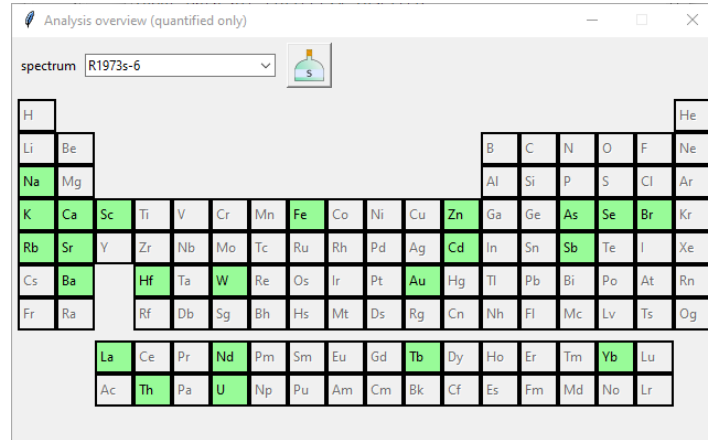 Analysis overview (quantified only)
spectrum R1973s-6
S
H He
Li Be B C N O F Ne
Na Mg Al Si P S Cl Ar
K Ca Sc Ti V Cr Mn Fe Co Ni Cu Zn Ga Ge As Se Br Kr
Rb Sr Y Zr Nb Mo Tc Ru Rh Pd Ag Cd In Sn Sb Te I Xe
Cs Ba Hf Ta W Re Os Ir Pt Au Hg Tl Pb Bi Po At Rn
Fr Ra Rf Db Sg Bh Hs Mt Ds Rg Cn Nh Fl Mc Lv Ts Og
La Ce Pr Nd Pm Sm Eu Gd Tb Dy Ho Er Tm Yb Lu
Ac Th Pa U Np Pu Am Cm Bk Cf Es Fm Md No Lr